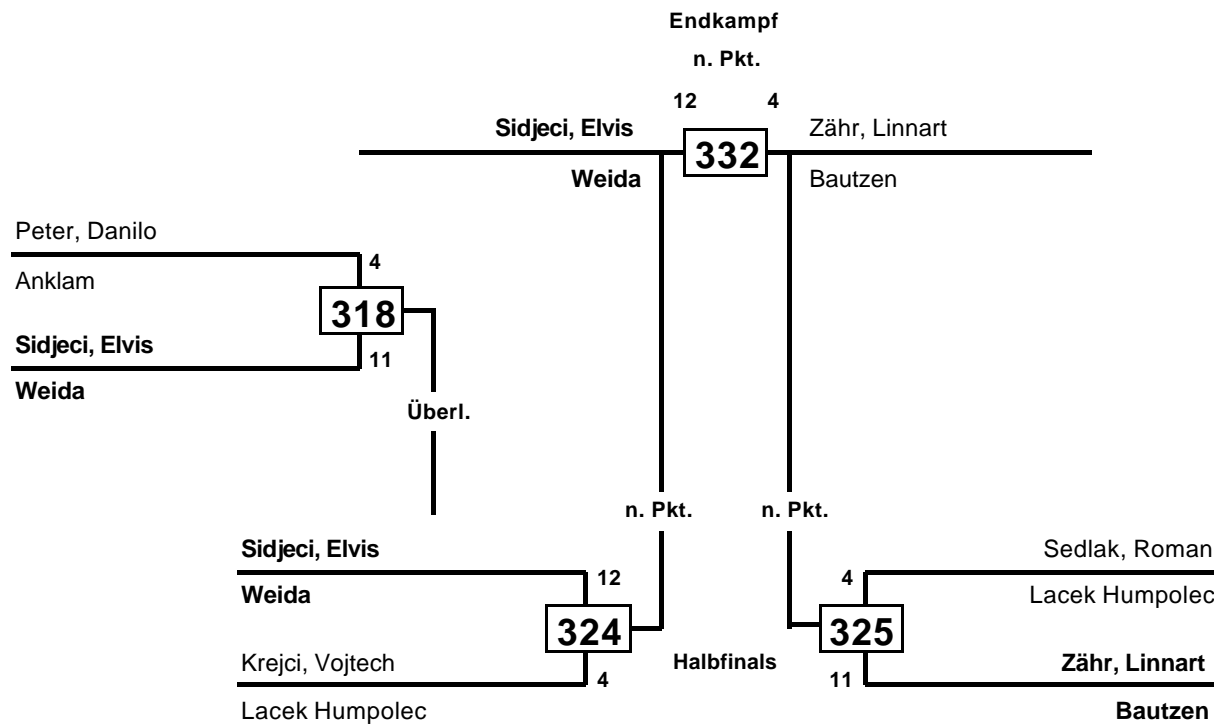 Endkampf
n. Pkt.
12 4
Sidjeci, Elvis 332 Zähr, Linnart
Weida Bautzen
Peter, Danilo
4
Anklam
318
Sidjeci, Elvis
11
Weida
Überl.
n. Pkt. n. Pkt.
Sidjeci, Elvis Sedlak, Roman
12 4
Weida Lacek Humpolec
324 325
Krejci, Vojtech Halbfinals Zähr, Linnart
4 11
Lacek Humpolec Bautzen